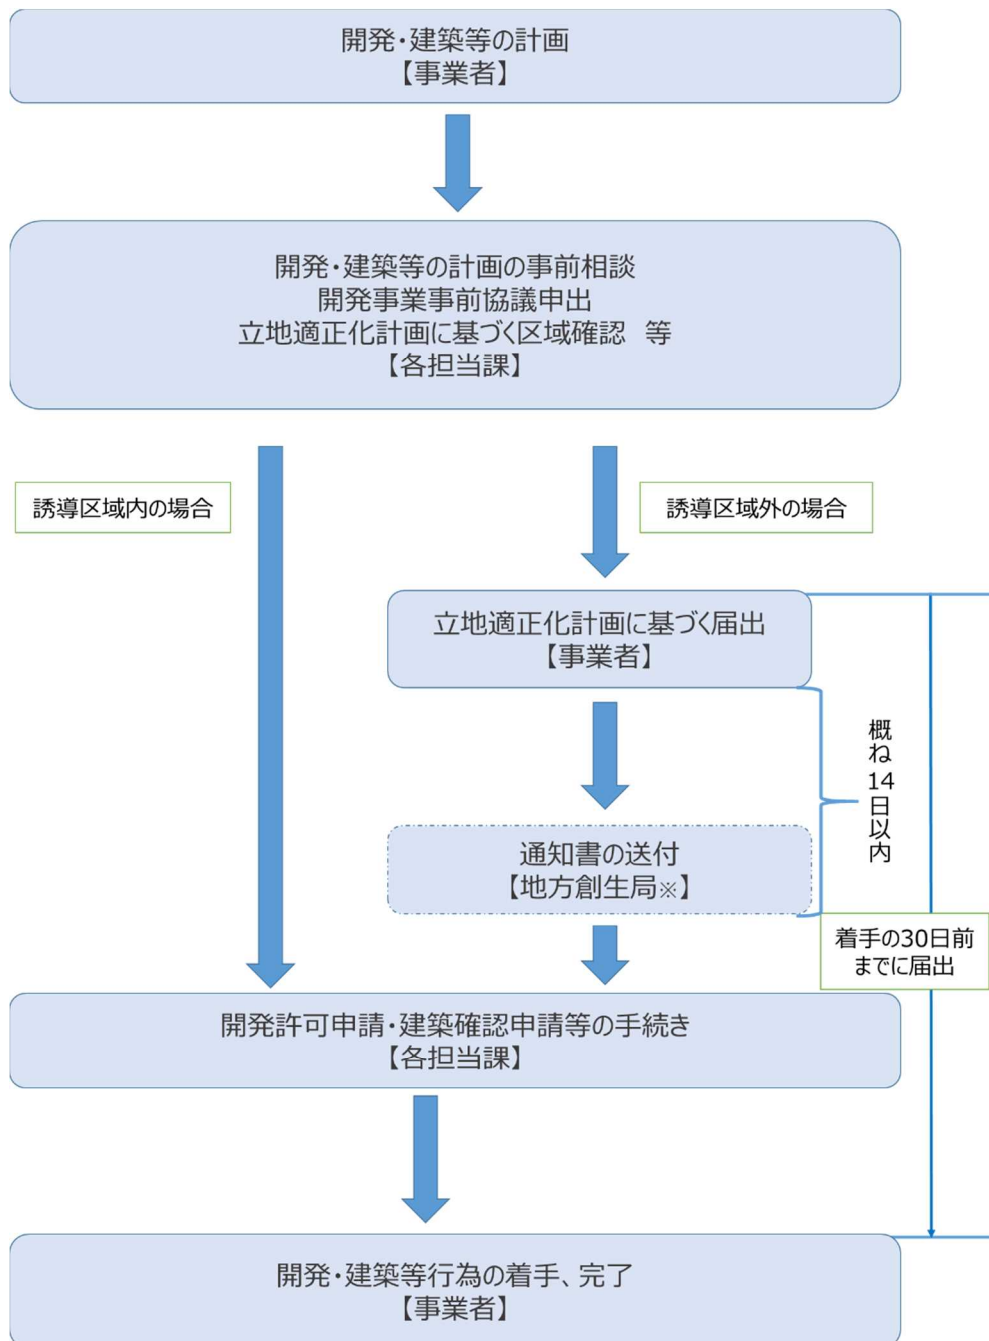 開発・建築等の計画
【事業者】
開発・建築等の計画の事前相談
開発事業事前協議申出
立地適正化計画に基づく区域確認　等
【各担当課】
誘導区域内の場合
誘導区域外の場合
立地適正化計画に基づく届出
【事業者】
概ね14日以内
通知書の送付
【地方創生局※】
着手の30日前
までに届出
開発許可申請・建築確認申請等の手続き
【各担当課】
開発・建築等行為の着手、完了
【事業者】